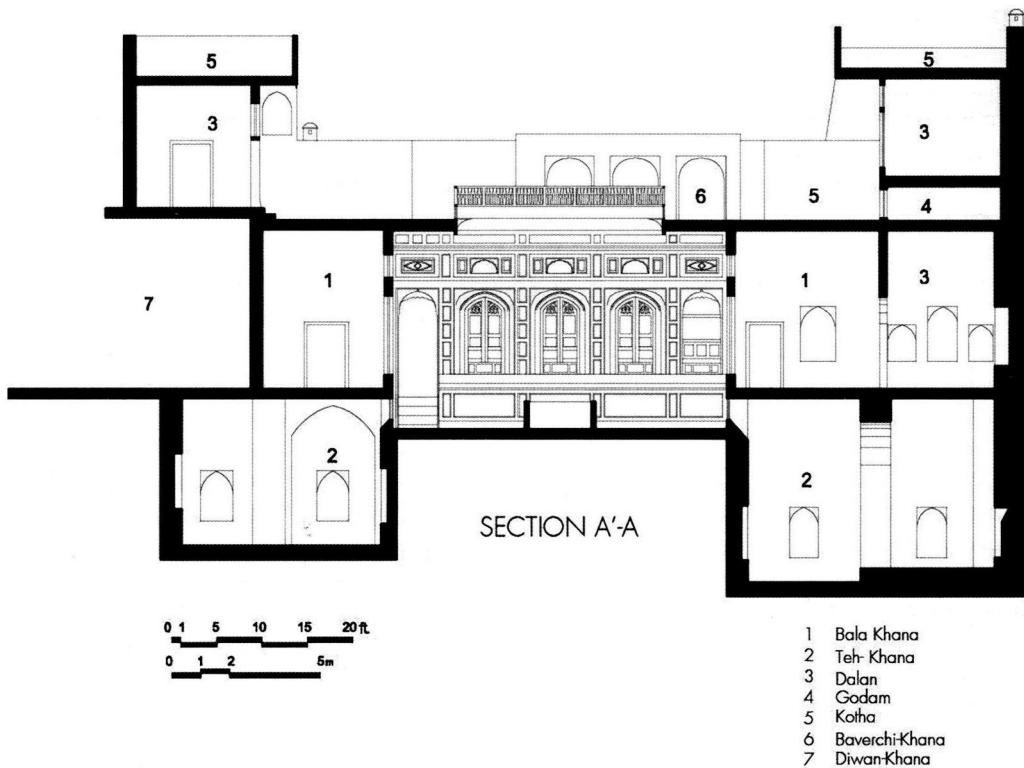 5
5
3
3
6
5
4
1
1
3
7
2
2
SECTION A'-A
0 1 5 10 15 20 ft.
0 1 2 5m
1 Bala Khana
2 Teh- Khana
3 Dalan
4 Godam
5 Kotha
6 Baverchi-Khana
7 Diwan-Khana